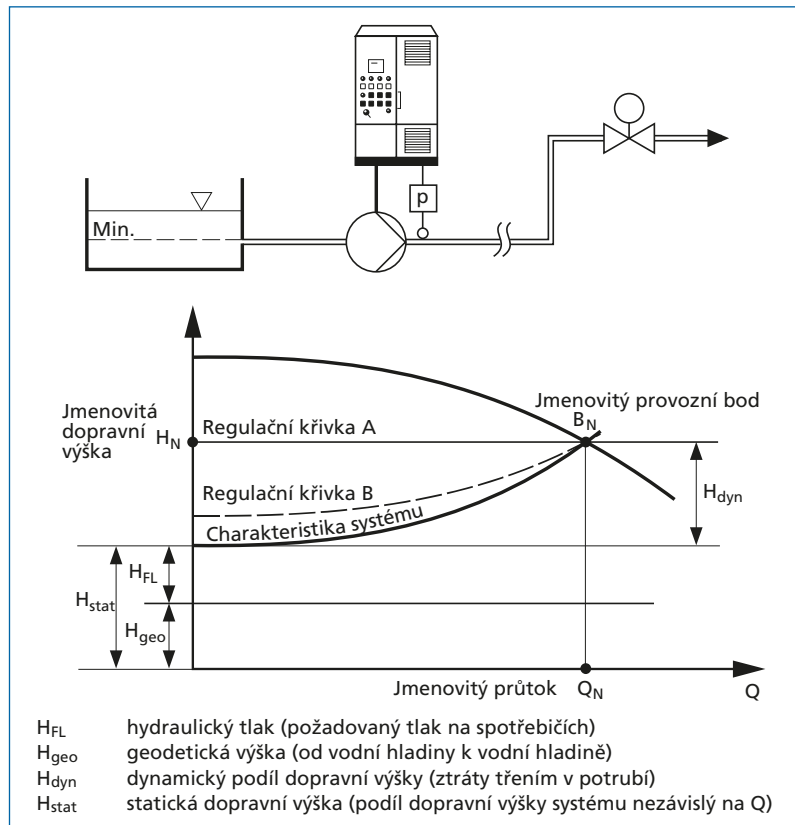 p
Min.
Jmenovitá
dopravní
výška
H_N
Regulační křivka A
Jmenovitý provozní bod
B_N
Regulační křivka B
Charakteristika systému
H_dyn
H_FL
H_stat
H_geo
Jmenovitý průtok
Q_N
Q
H_FL hydraulický tlak (požadovaný tlak na spotřebičích)
H_geo geodetická výška (od vodní hladiny k vodní hladině)
H_dyn dynamický podíl dopravní výšky (ztráty třením v potrubí)
H_stat statická dopravní výška (podíl dopravní výšky systému nezávislý na Q)